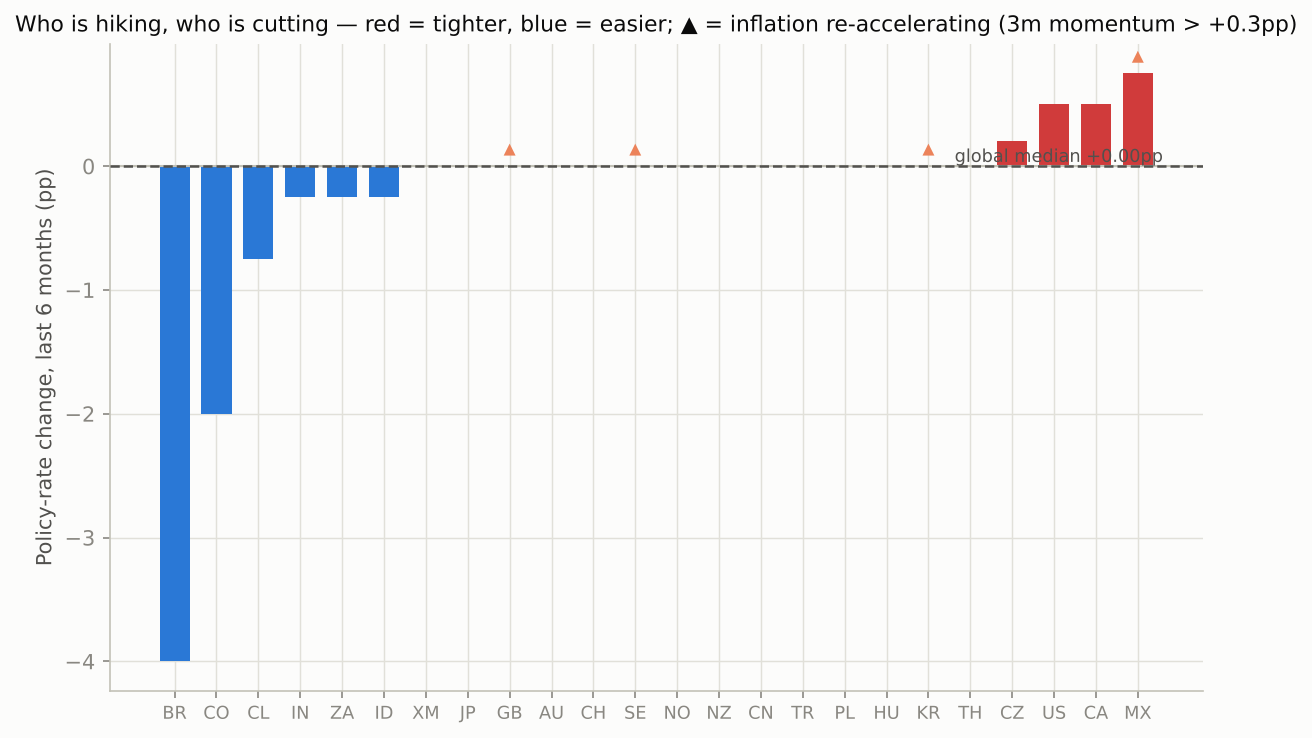 Who is hiking, who is cutting — red = tighter, blue = easier; ▲ = inflation re-accelerating (3m momentum > +0.3pp)
Policy-rate change, last 6 months (pp)
0
−1
−2
−3
−4
global median +0.00pp
BR CO CL IN ZA ID XM JP GB AU CH SE NO NZ CN TR PL HU KR TH CZ US CA MX